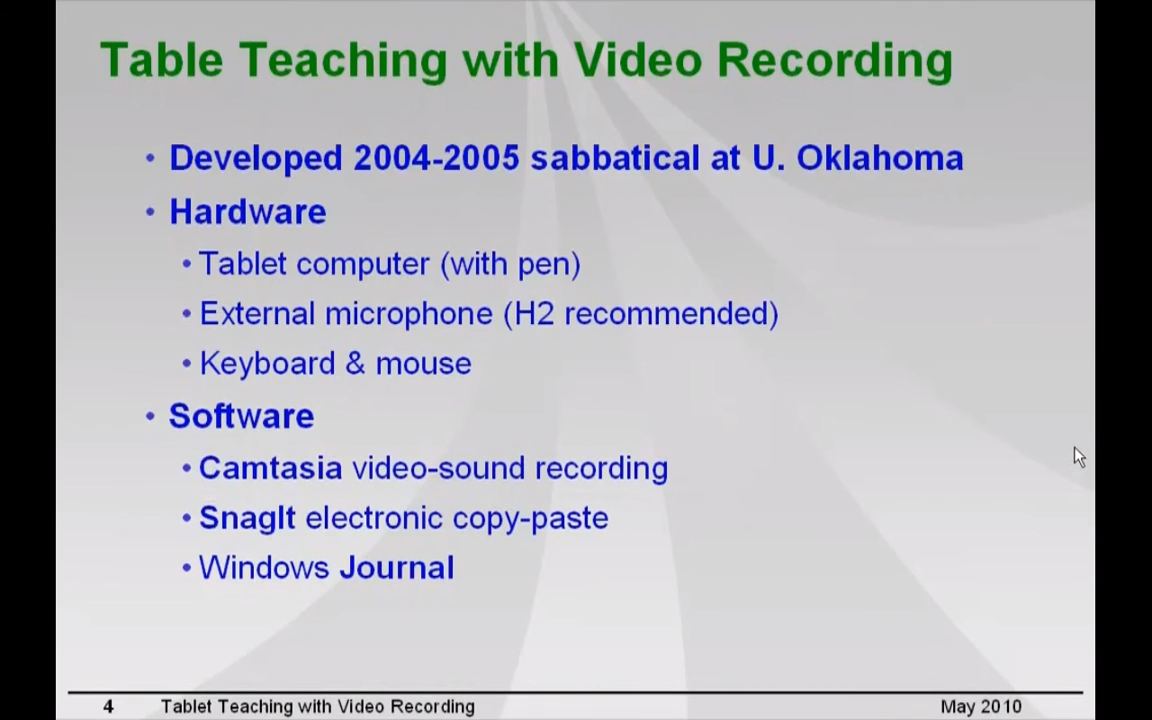 Table Teaching with Video Recording
• Developed 2004-2005 sabbatical at U. Oklahoma
• Hardware
• Tablet computer (with pen)
• External microphone (H2 recommended)
• Keyboard & mouse
• Software
• Camtasia video-sound recording
• SnagIt electronic copy-paste
• Windows Journal
4 Tablet Teaching with Video Recording May 2010